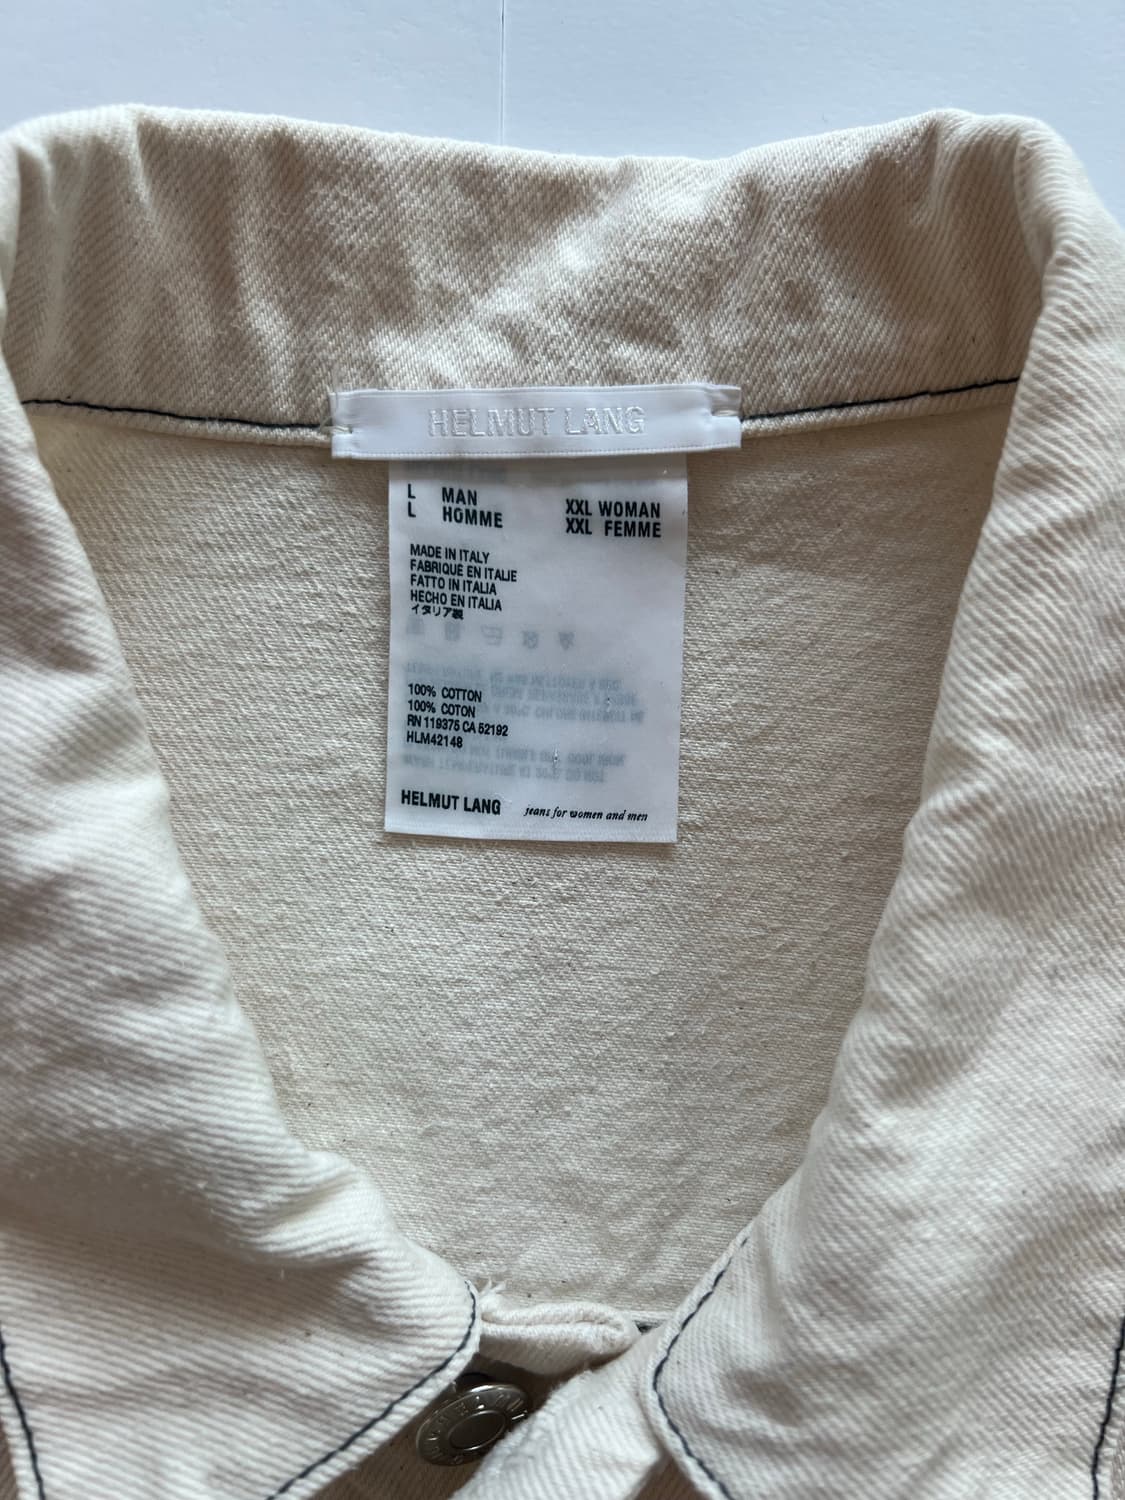 HELMUT LANG
L MAN XXL WOMAN
L HOMME XXL FEMME
MADE IN ITALY
FABRIQUE EN ITALIE
FATTO IN ITALIA
HECHO EN ITALIA
イタリア製
100% COTTON
100% COTON
RN 119375 CA 52192
HLM42148
HELMUT LANG jeans for women and men